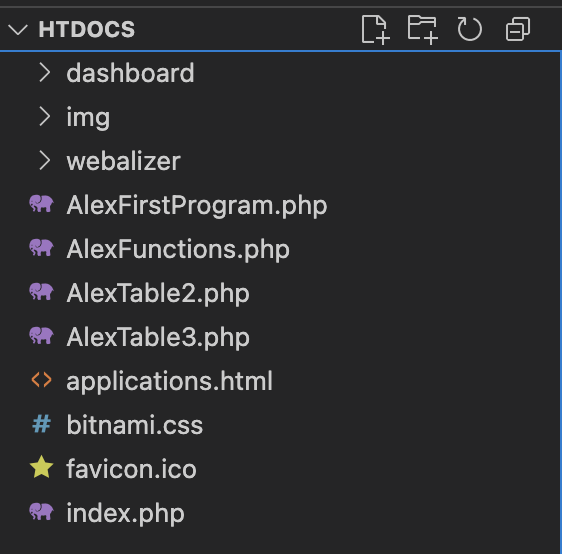 HTDOCS
dashboard
img
webalizer
AlexFirstProgram.php
AlexFunctions.php
AlexTable2.php
AlexTable3.php
applications.html
bitnami.css
favicon.ico
index.php